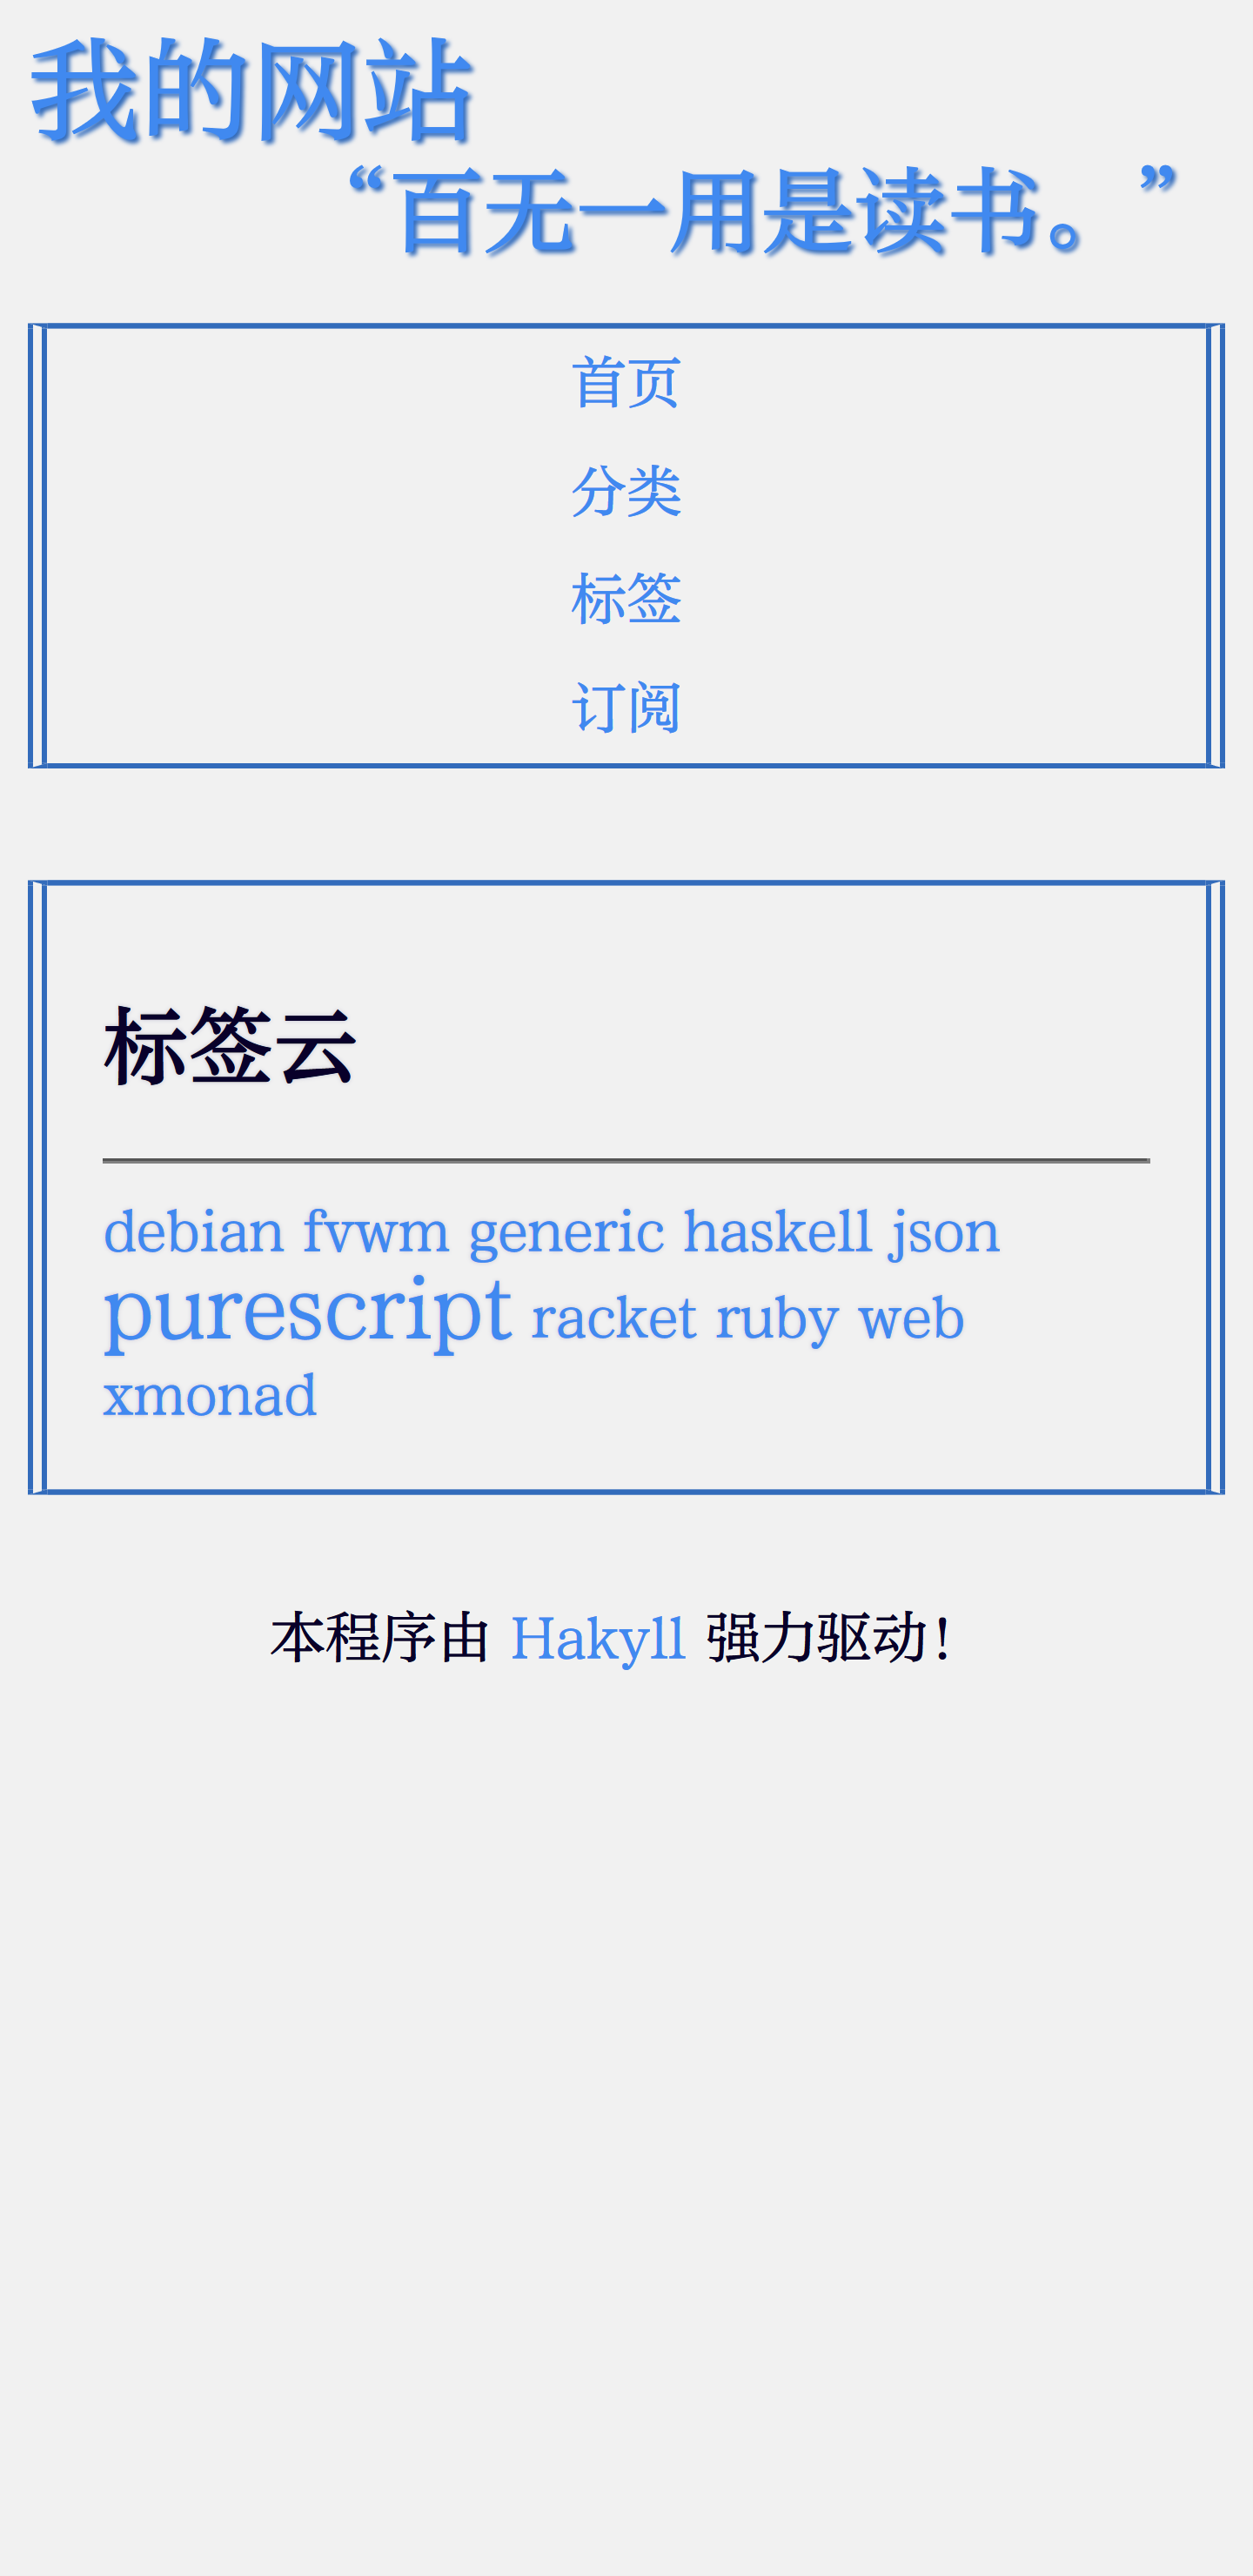 我的网站
“百无一用是读书。”
首页
分类
标签
订阅
标签云
debian fvwm generic haskell json
purescript racket ruby web
xmonad
本程序由 Hakyll 强力驱动！